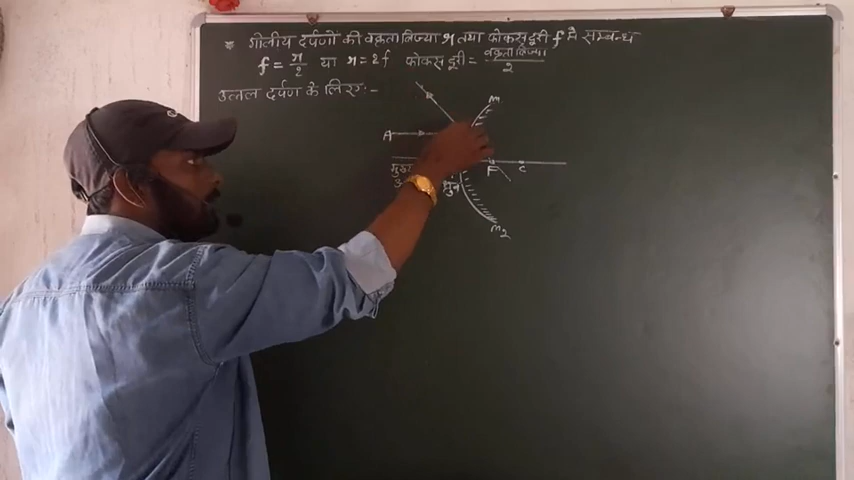 * गोलीय दर्पणो की वक्रता त्रिज्या r तथा फोकस दूरी f में सम्बन्ध
f = r/2 या r = 2f फोकस दूरी = वक्रता त्रिज्या / 2
उत्तल दर्पण के लिए :-
M₁
A
F C
ध्रुव
M₂